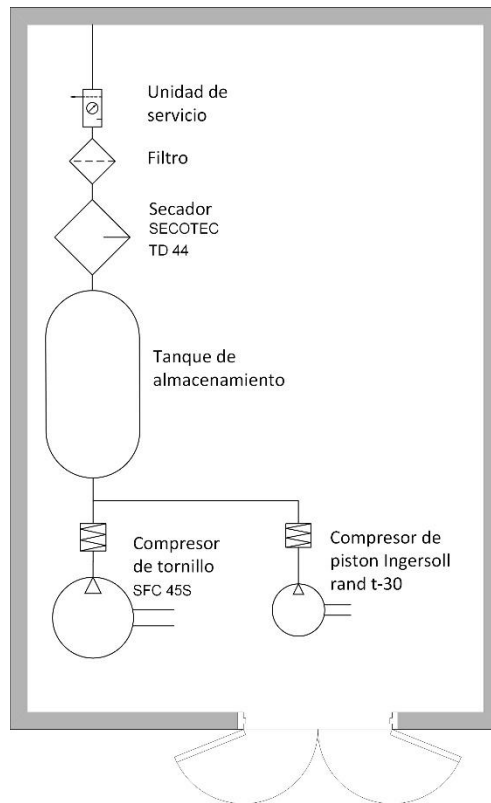 Unidad de
servicio
Filtro
Secador
SECOTEC
TD 44
Tanque de
almacenamiento
Compresor
de tornillo
SFC 45S
Compresor de
piston Ingersoll
rand t-30